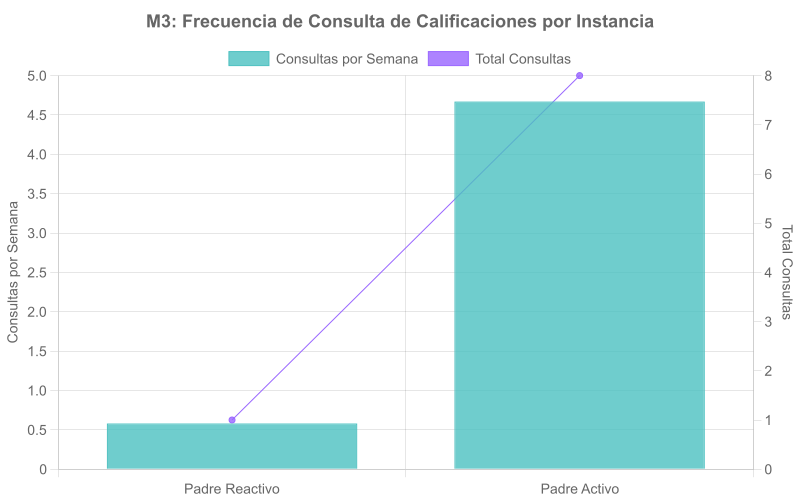 M3: Frecuencia de Consulta de Calificaciones por Instancia
Consultas por Semana
Total Consultas
5.0
4.5
4.0
3.5
3.0
2.5
2.0
1.5
1.0
0.5
0
Consultas por Semana
8
7
6
5
4
3
2
1
0
Total Consultas
Padre Reactivo
Padre Activo